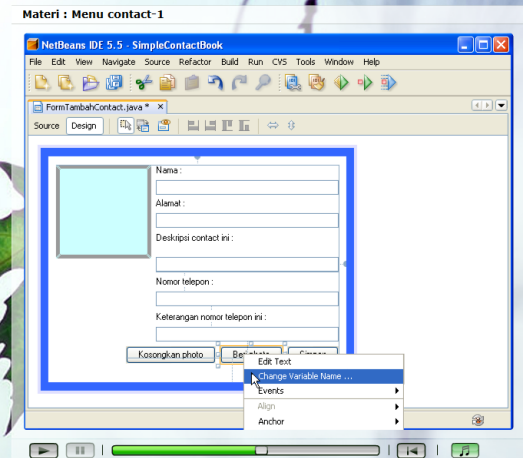 Materi : Menu contact-1
NetBeans IDE 5.5 - SimpleContactBook
File Edit View Navigate Source Refactor Build Run CVS Tools Window Help
FormTambahContact.java * ×
Source Design
Nama :
Alamat :
Deskripsi contact ini :
Nomor telepon :
Keterangan nomor telepon ini :
Kosongkan photo
Edit Text
Change Variable Name ...
Events
Align
Anchor